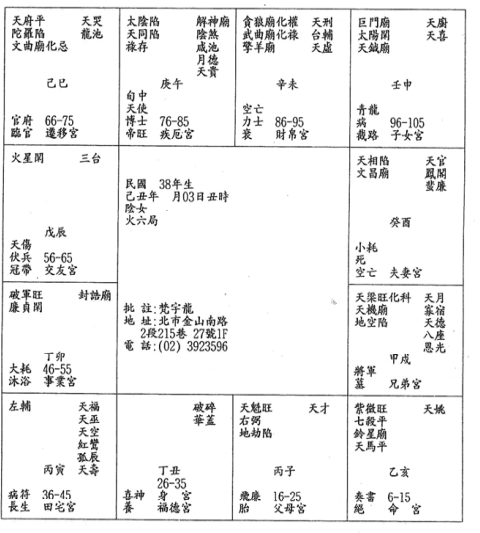 天府平 天哭
陀羅陷 龍池
文曲廟化忌
己巳
官府 66-75
臨官 遷移宮
太陰陷 解神廟
天同陷 陰煞
祿存 咸池
月德
天貴
庚午
旬中
天使
博士 76-85
帝旺 疾厄宮
貪狼廟化權 天刑
武曲廟化祿 台輔
擎羊廟 天虛
辛未
空亡
力士 86-95
衰 財帛宮
巨門廟 天廚
太陽閑 天喜
天鉞廟
壬申
青龍
病 96-105
截路 子女宮
火星閑 三台
戊辰
天傷
伏兵 56-65
冠帶 交友宮
民國 38年生
己丑年 月03日丑時
陰女
火六局
批 註:梵宇龍
地 址:北市金山南路
2段215巷 27號1F
電 話:(02) 3923596
天相陷 天官
文昌廟 鳳閣
蜚廉
癸酉
小耗
死
空亡 夫妻宮
破軍旺 封誥廟
廉貞閑
丁卯
大耗 46-55
沐浴 事業宮
天梁旺化科 天月
天機廟 寡宿
地空陷 天德
八座
恩光
甲戌
將軍
墓 兄弟宮
左輔 天福
天巫
天空
紅鸞
孤辰
丙寅 天壽
病符 36-45
長生 田宅宮
破碎
華蓋
丁丑
26-35
喜神 身 宮
養 福德宮
天魁旺 天才
右弼
地劫陷
丙子
飛廉 16-25
胎 父母宮
紫微旺 天姚
七殺平
鈴星廟
天馬平
乙亥
奏書 6-15
絕 命 宮